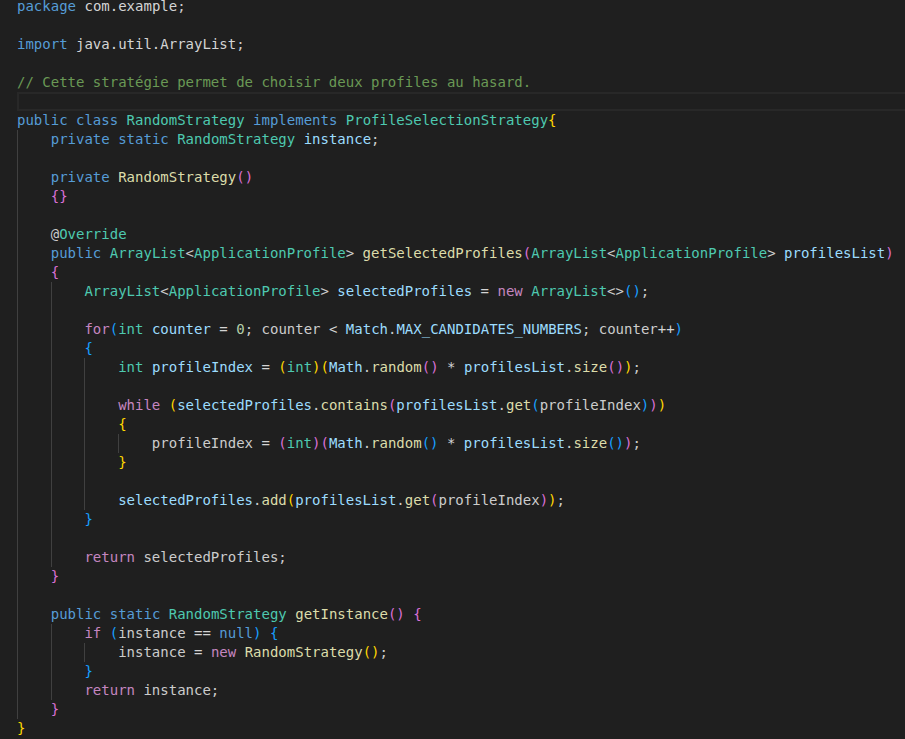 package com.example;
import java.util.ArrayList;
// Cette stratégie permet de choisir deux profiles au hasard.
public class RandomStrategy implements ProfileSelectionStrategy{
    private static RandomStrategy instance;
    private RandomStrategy()
    {}
    @Override
    public ArrayList<ApplicationProfile> getSelectedProfiles(ArrayList<ApplicationProfile> profilesList)
    {
        ArrayList<ApplicationProfile> selectedProfiles = new ArrayList<>();
        for(int counter = 0; counter < Match.MAX_CANDIDATES_NUMBERS; counter++)
        {
            int profileIndex = (int)(Math.random() * profilesList.size());
            while (selectedProfiles.contains(profilesList.get(profileIndex)))
            {
                profileIndex = (int)(Math.random() * profilesList.size());
            }
            selectedProfiles.add(profilesList.get(profileIndex));
        }
        return selectedProfiles;
    }
    public static RandomStrategy getInstance() {
        if (instance == null) {
            instance = new RandomStrategy();
        }
        return instance;
    }
}